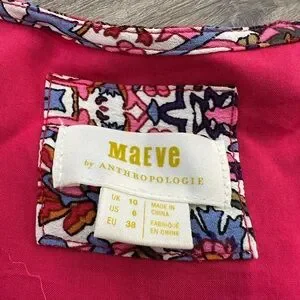 MAEVE
by ANTHROPOLOGIE
UK 10
US 6
EU 38
MADE IN
CHINA
FABRIQUÉ
EN CHINE